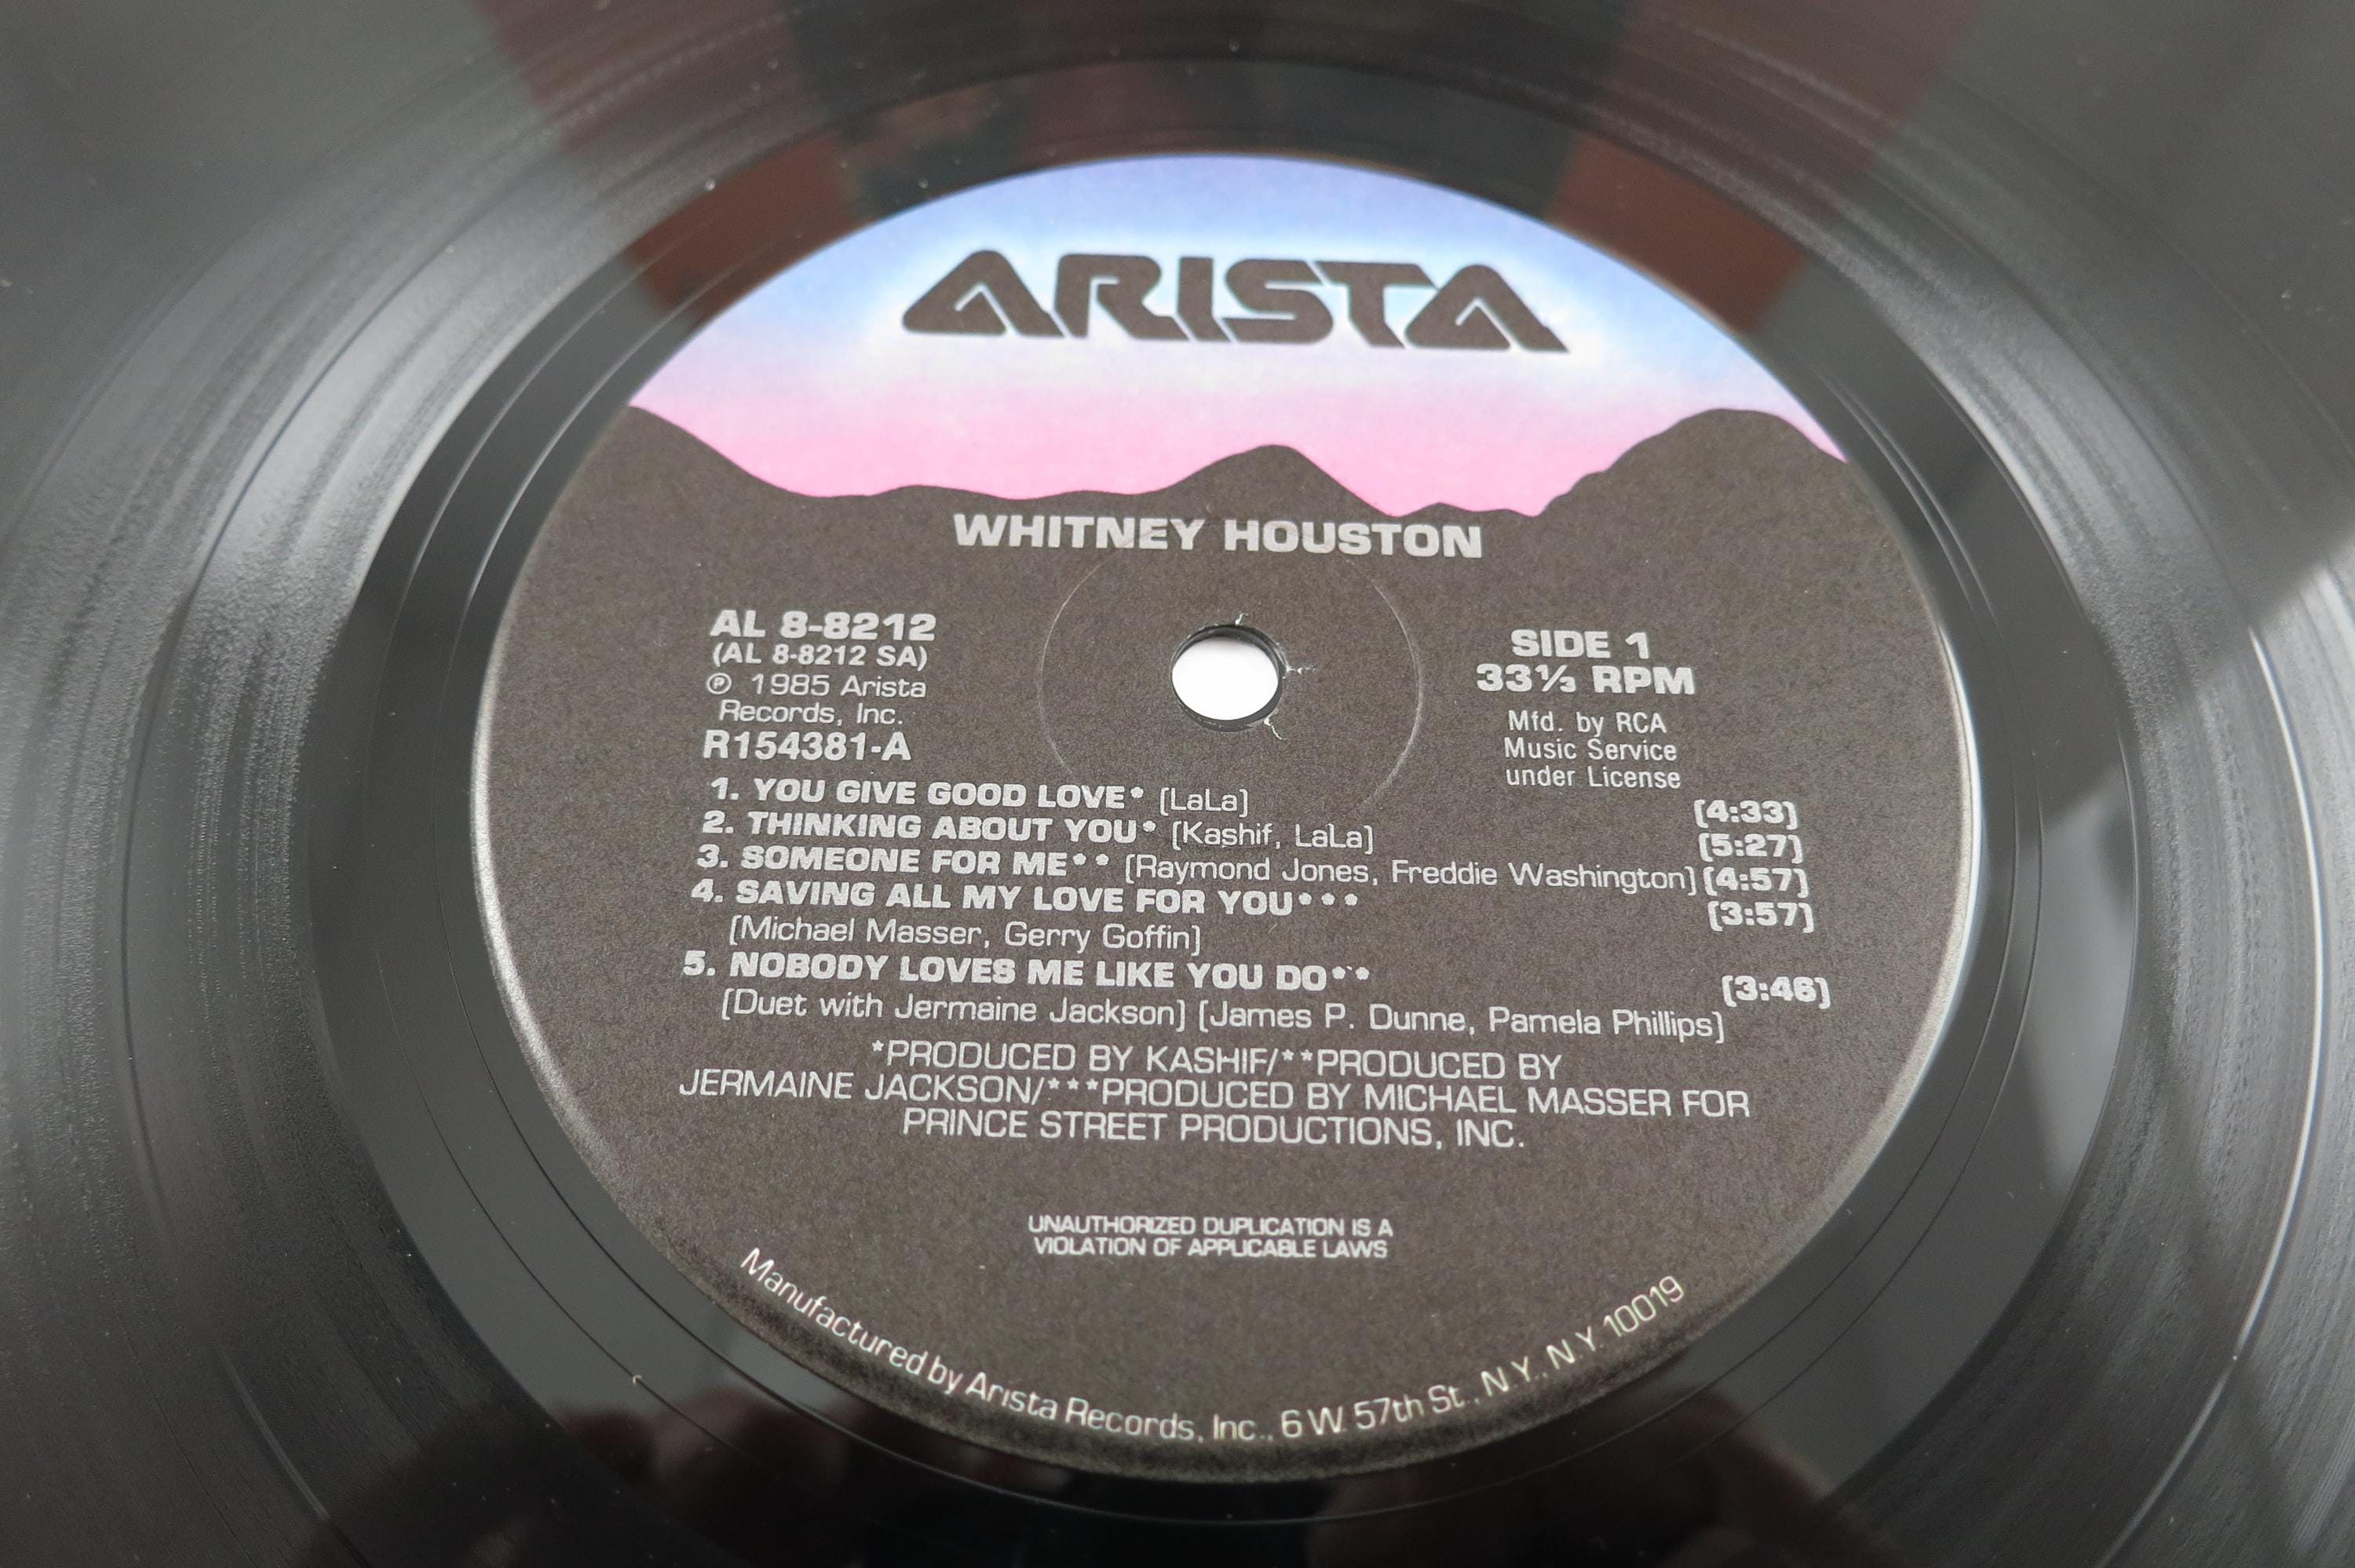 ARISTA
WHITNEY HOUSTON
AL 8-8212
(AL 8-8212 SA)
℗ 1985 Arista
Records, Inc.
R154381-A
SIDE 1
33⅓ RPM
Mfd. by RCA
Music Service
under License
1. YOU GIVE GOOD LOVE* [LaLa] [4:33]
2. THINKING ABOUT YOU* [Kashif, LaLa] [5:27]
3. SOMEONE FOR ME** [Raymond Jones, Freddie Washington] [4:57]
4. SAVING ALL MY LOVE FOR YOU*** [3:57]
[Michael Masser, Gerry Goffin]
5. NOBODY LOVES ME LIKE YOU DO** [3:46]
[Duet with Jermaine Jackson] [James P. Dunne, Pamela Phillips]
*PRODUCED BY KASHIF/**PRODUCED BY
JERMAINE JACKSON/***PRODUCED BY MICHAEL MASSER FOR
PRINCE STREET PRODUCTIONS, INC.
UNAUTHORIZED DUPLICATION IS A
VIOLATION OF APPLICABLE LAWS
Manufactured by Arista Records, Inc., 6 W. 57th St., N.Y., N.Y. 10019